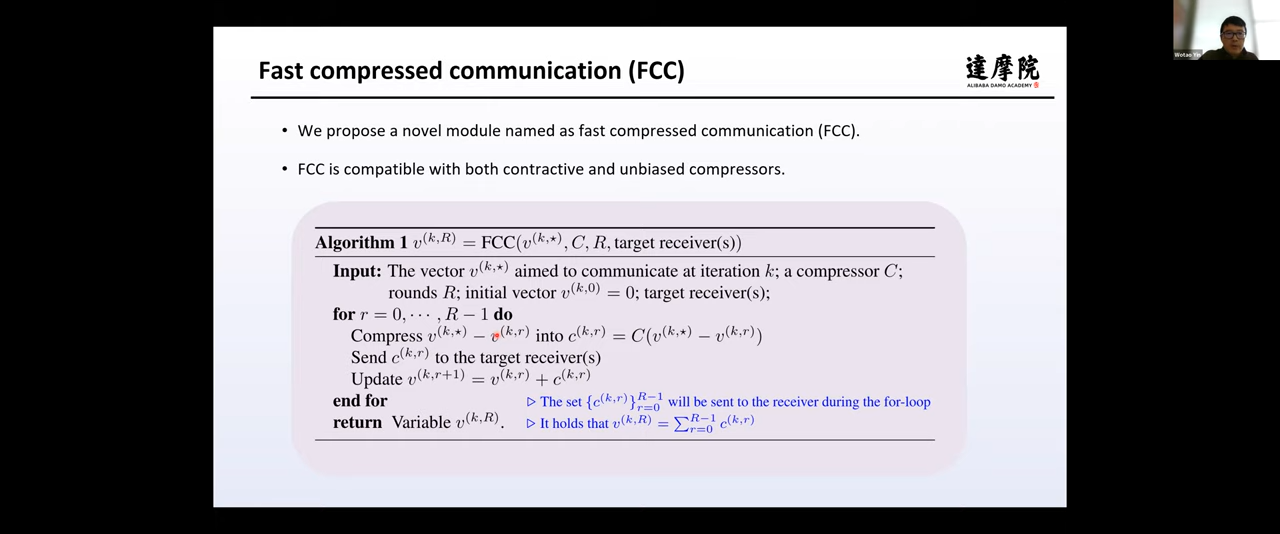 Fast compressed communication (FCC)
達摩院
ALIBABA DAMO ACADEMY
Wotao Yin
• We propose a novel module named as fast compressed communication (FCC).
• FCC is compatible with both contractive and unbiased compressors.
Algorithm 1 v^{(k,R)} = FCC(v^{(k,⋆)}, C, R, target receiver(s))
Input: The vector v^{(k,⋆)} aimed to communicate at iteration k; a compressor C;
rounds R; initial vector v^{(k,0)} = 0; target receiver(s);
for r = 0, · · · , R − 1 do
Compress v^{(k,⋆)} − v^{(k,r)} into c^{(k,r)} = C(v^{(k,⋆)} − v^{(k,r)})
Send c^{(k,r)} to the target receiver(s)
Update v^{(k,r+1)} = v^{(k,r)} + c^{(k,r)}
end for ▷ The set {c^{(k,r)}}_{r=0}^{R−1} will be sent to the receiver during the for-loop
return Variable v^{(k,R)}. ▷ It holds that v^{(k,R)} = ∑_{r=0}^{R−1} c^{(k,r)}